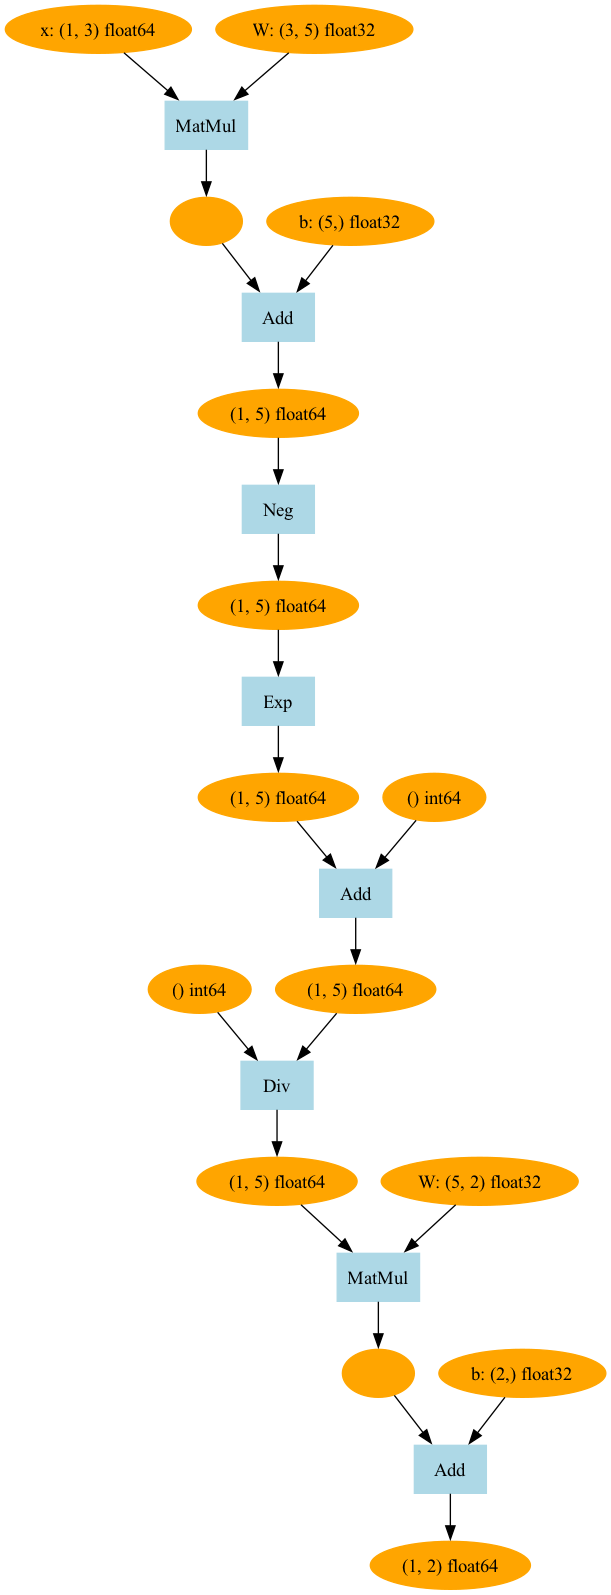 x: (1, 3) float64
W: (3, 5) float32
MatMul
b: (5,) float32
Add
(1, 5) float64
Neg
(1, 5) float64
Exp
(1, 5) float64
() int64
Add
() int64
(1, 5) float64
Div
(1, 5) float64
W: (5, 2) float32
MatMul
b: (2,) float32
Add
(1, 2) float64